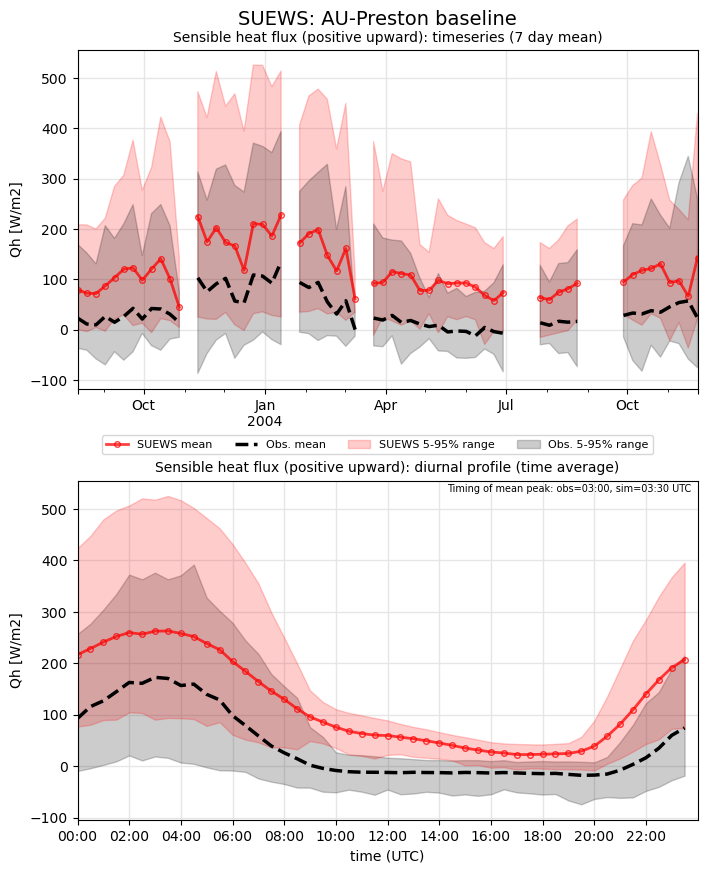 SUEWS: AU-Preston baseline
Sensible heat flux (positive upward): timeseries (7 day mean)
500
400
300
200
100
0
−100
Qh [W/m2]
Oct
Jan
2004
Apr
Jul
Oct
SUEWS mean
Obs. mean
SUEWS 5-95% range
Obs. 5-95% range
Sensible heat flux (positive upward): diurnal profile (time average)
Timing of mean peak: obs=03:00, sim=03:30 UTC
500
400
300
200
100
0
−100
Qh [W/m2]
00:00
02:00
04:00
06:00
08:00
10:00
12:00
14:00
16:00
18:00
20:00
22:00
time (UTC)